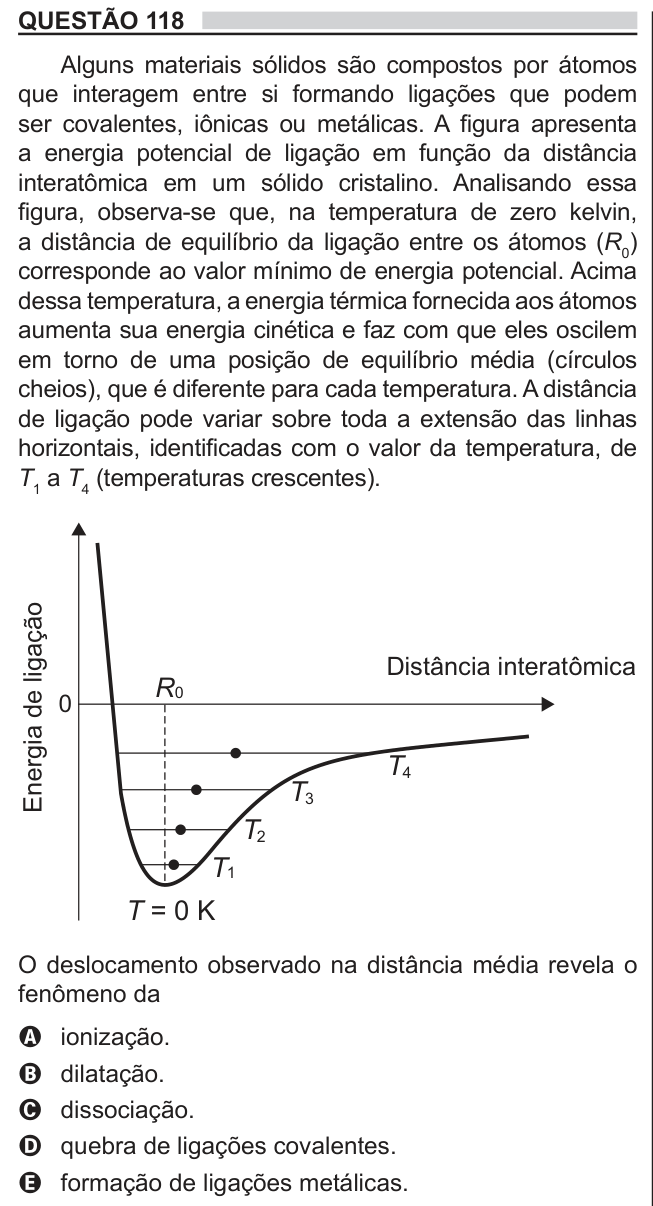 QUESTÃO 118
Alguns materiais sólidos são compostos por átomos
que interagem entre si formando ligações que podem
ser covalentes, iônicas ou metálicas. A figura apresenta
a energia potencial de ligação em função da distância
interatômica em um sólido cristalino. Analisando essa
figura, observa-se que, na temperatura de zero kelvin,
a distância de equilíbrio da ligação entre os átomos (R₀)
corresponde ao valor mínimo de energia potencial. Acima
dessa temperatura, a energia térmica fornecida aos átomos
aumenta sua energia cinética e faz com que eles oscilem
em torno de uma posição de equilíbrio média (círculos
cheios), que é diferente para cada temperatura. A distância
de ligação pode variar sobre toda a extensão das linhas
horizontais, identificadas com o valor da temperatura, de
T₁ a T₄ (temperaturas crescentes).
Energia de ligação
Distância interatômica
R₀
0
T₄
T₃
T₂
T₁
T = 0 K
O deslocamento observado na distância média revela o
fenômeno da
A ionização.
B dilatação.
C dissociação.
D quebra de ligações covalentes.
E formação de ligações metálicas.